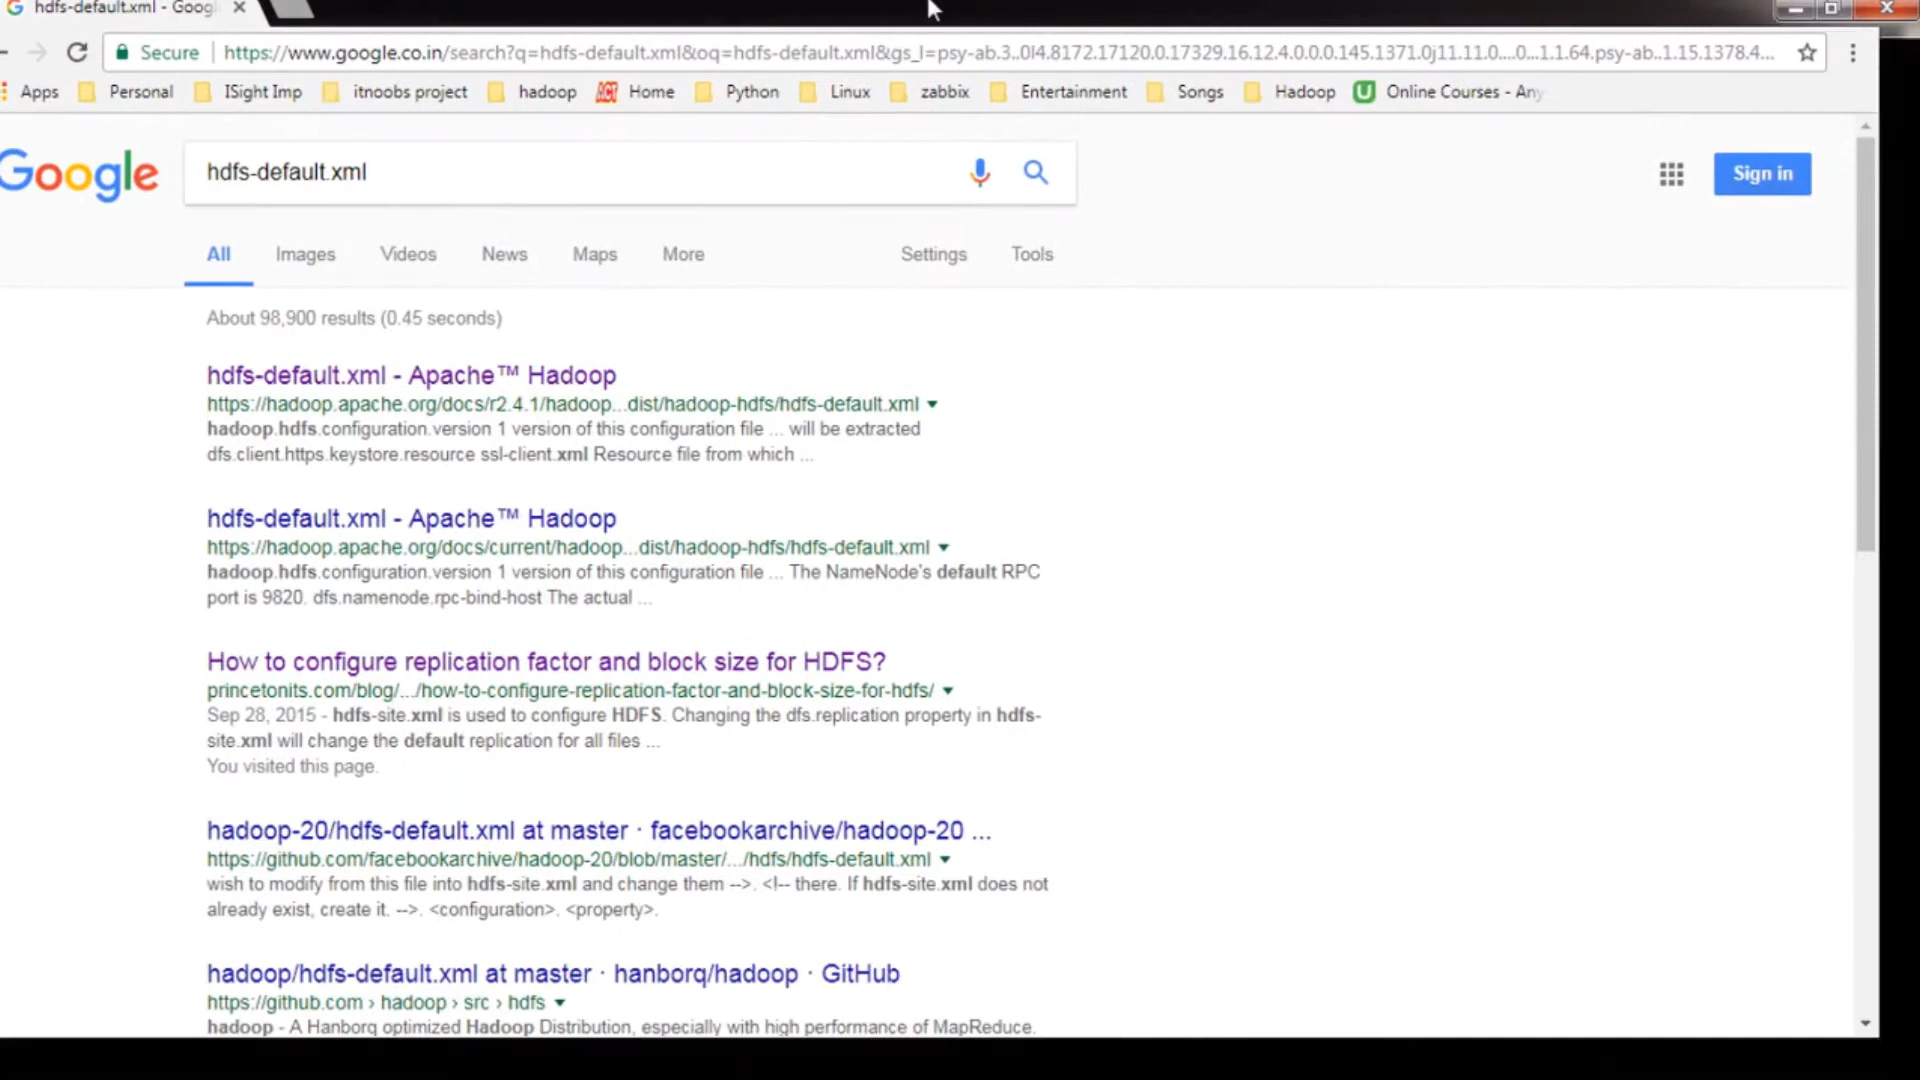 hdfs-default.xml - Goog
Secure https://www.google.co.in/search?q=hdfs-default.xml&oq=hdfs-default.xml&gs_l=psy-ab.3..0l4.8172.17120.0.17329.16.12.4.0.0.0.145.1371.0j11.11.0....0...1.1.64.psy-ab..1.15.1378.4...
Apps Personal ISight Imp itnoobs project hadoop ACT Home Python Linux zabbix Entertainment Songs Hadoop Online Courses - Any
Google hdfs-default.xml Sign in
All Images Videos News Maps More Settings Tools
About 98,900 results (0.45 seconds)
hdfs-default.xml - Apache™ Hadoop
https://hadoop.apache.org/docs/r2.4.1/hadoop...dist/hadoop-hdfs/hdfs-default.xml
hadoop.hdfs.configuration.version 1 version of this configuration file ... will be extracted
dfs.client.https.keystore.resource ssl-client.xml Resource file from which ...
hdfs-default.xml - Apache™ Hadoop
https://hadoop.apache.org/docs/current/hadoop...dist/hadoop-hdfs/hdfs-default.xml
hadoop.hdfs.configuration.version 1 version of this configuration file ... The NameNode's default RPC
port is 9820. dfs.namenode.rpc-bind-host The actual ...
How to configure replication factor and block size for HDFS?
princetonits.com/blog/.../how-to-configure-replication-factor-and-block-size-for-hdfs/
Sep 28, 2015 - hdfs-site.xml is used to configure HDFS. Changing the dfs.replication property in hdfs-
site.xml will change the default replication for all files ...
You visited this page.
hadoop-20/hdfs-default.xml at master · facebookarchive/hadoop-20 ...
https://github.com/facebookarchive/hadoop-20/blob/master/.../hdfs/hdfs-default.xml
wish to modify from this file into hdfs-site.xml and change them -->. <!-- there. If hdfs-site.xml does not
already exist, create it. -->. <configuration>. <property>.
hadoop/hdfs-default.xml at master · hanborq/hadoop · GitHub
https://github.com › hadoop › src › hdfs
hadoop - A Hanborq optimized Hadoop Distribution, especially with high performance of MapReduce.